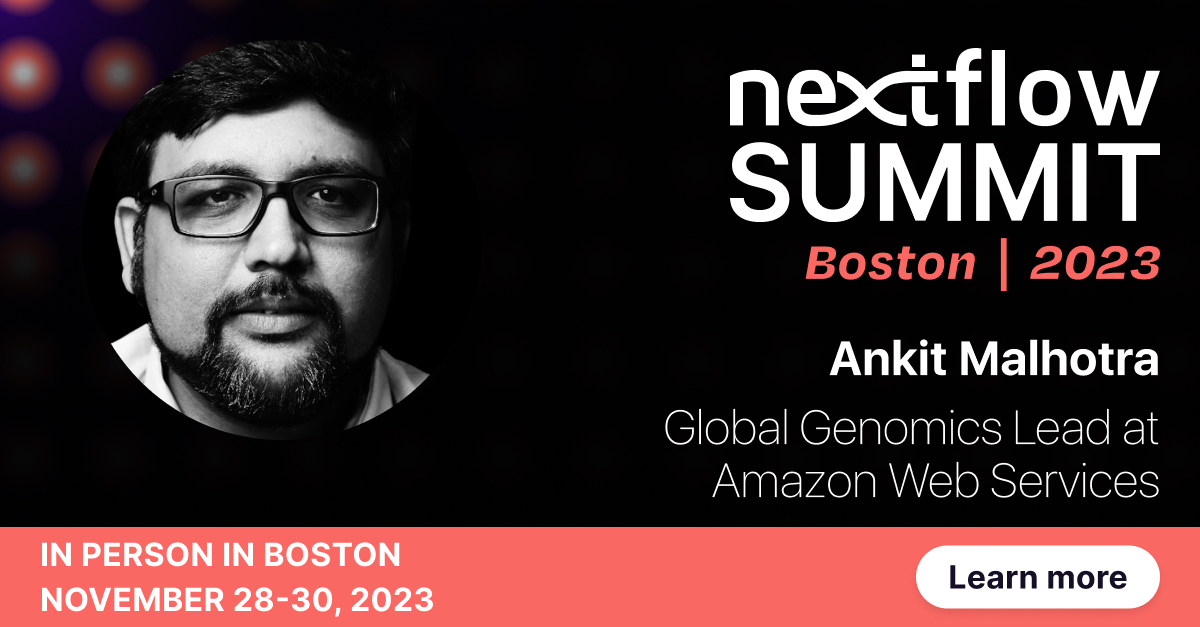 nextflow
SUMMIT
Boston | 2023
Ankit Malhotra
Global Genomics Lead at
Amazon Web Services
IN PERSON IN BOSTON
NOVEMBER 28-30, 2023
Learn more